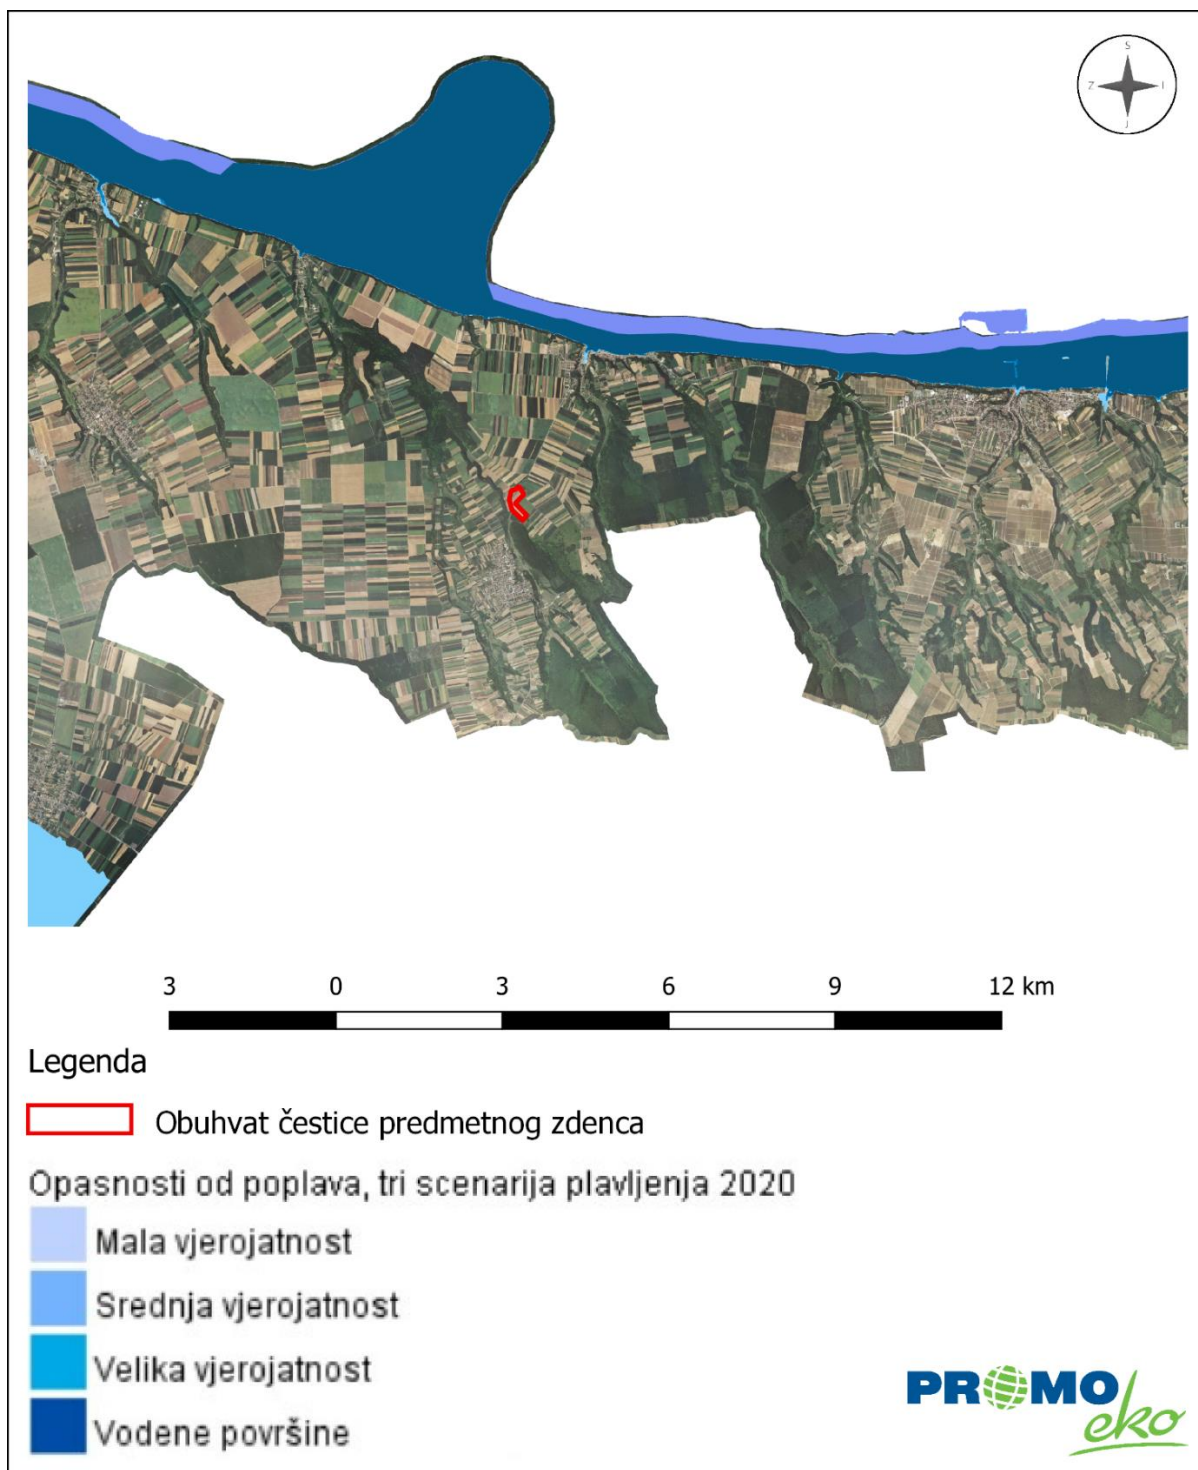 S
Z I
J
3 0 3 6 9 12 km
Legenda
Obuhvat čestice predmetnog zdenca
Opasnosti od poplava, tri scenarija plavljenja 2020
Mala vjerojatnost
Srednja vjerojatnost
Velika vjerojatnost
Vodene površine
PROMO
eko